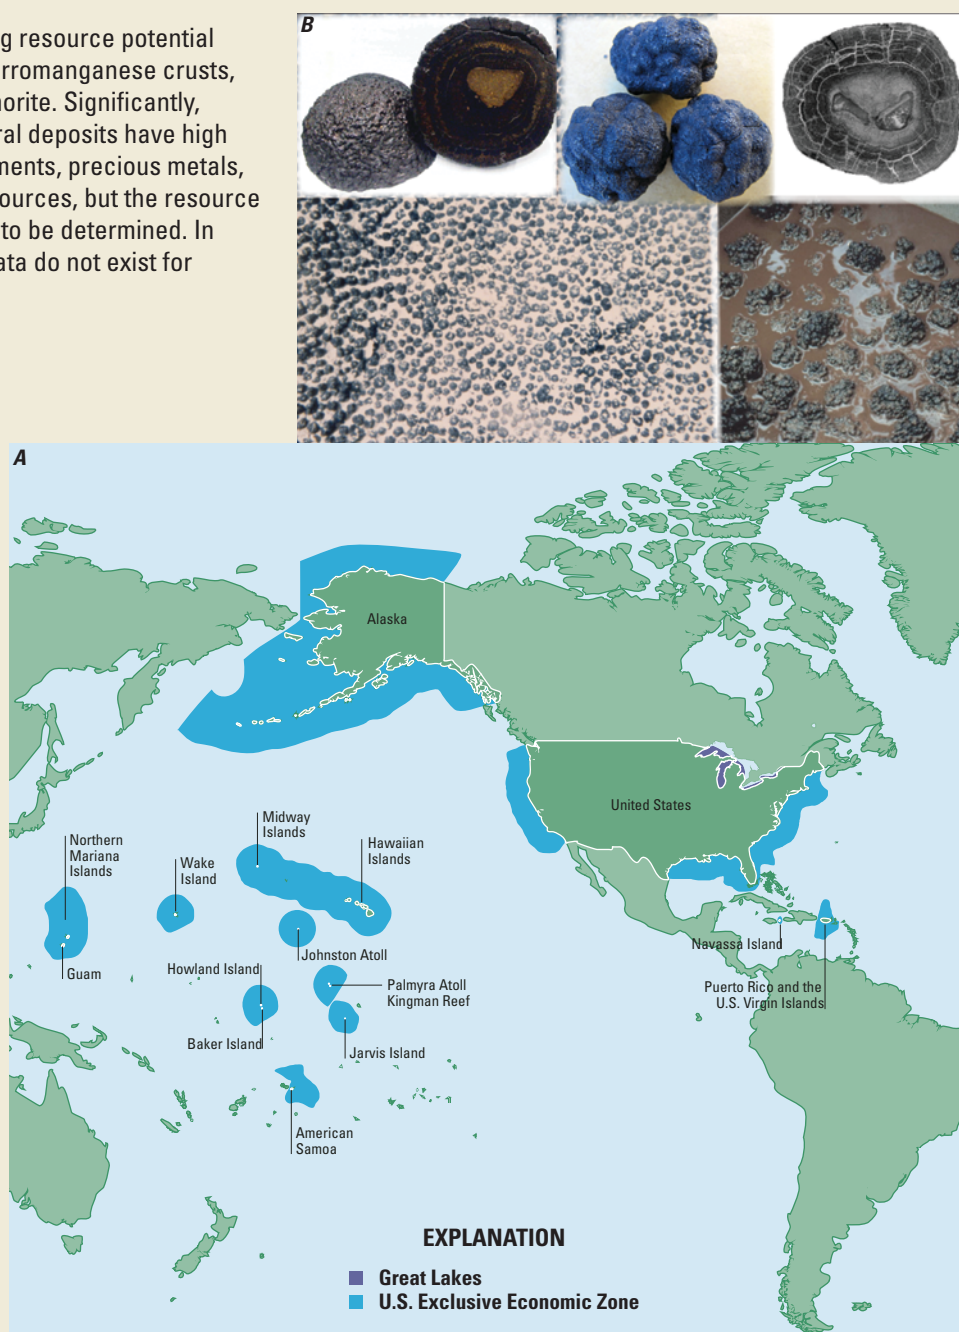 g resource potential
rromanganese crusts,
orite. Significantly,
ral deposits have high
ments, precious metals,
ources, but the resource
to be determined. In
ata do not exist for
B
A
Alaska
United States
Midway
Islands
Hawaiian
Islands
Northern
Mariana
Islands
Wake
Island
Guam
Johnston Atoll
Howland Island
Palmyra Atoll
Kingman Reef
Baker Island
Jarvis Island
American
Samoa
Navassa Island
Puerto Rico and the
U.S. Virgin Islands
EXPLANATION
Great Lakes
U.S. Exclusive Economic Zone